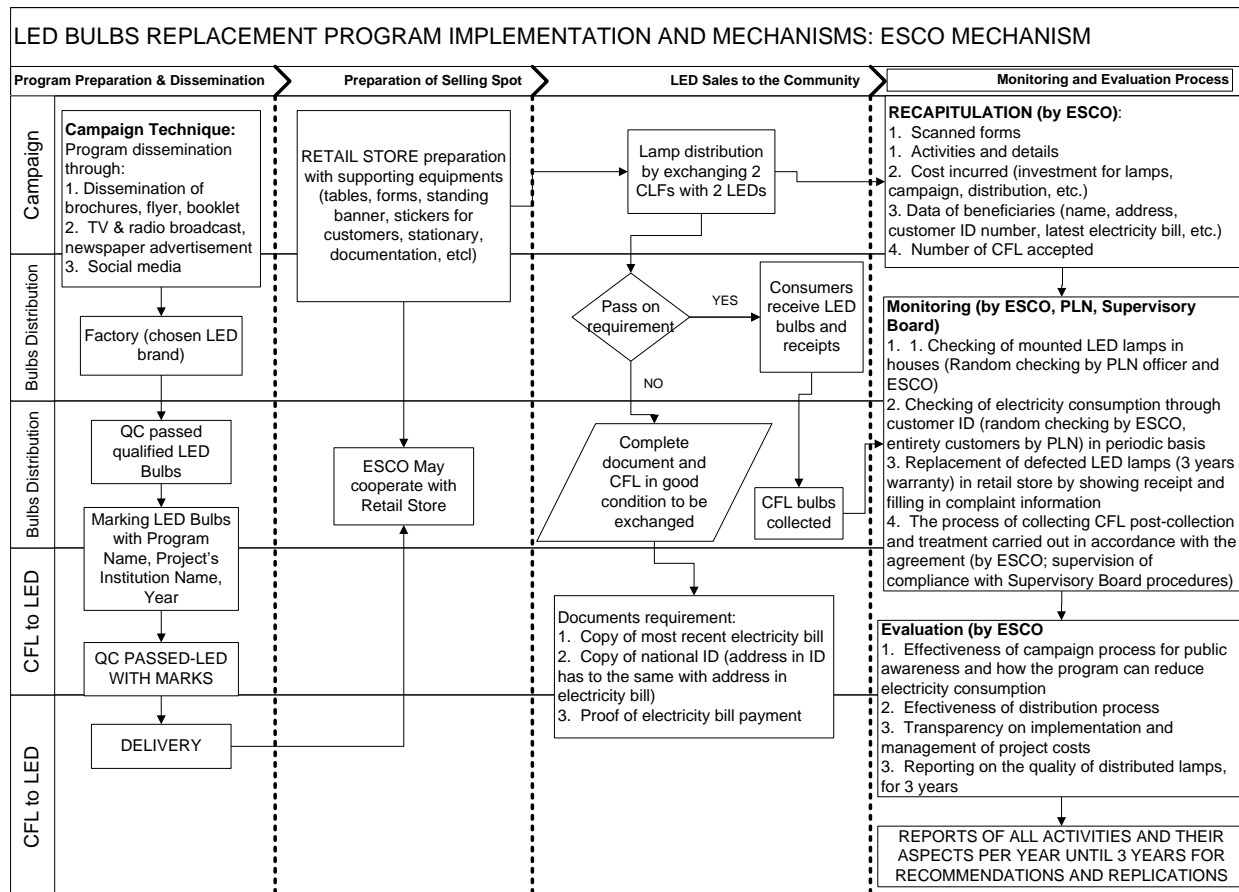 LED BULBS REPLACEMENT PROGRAM IMPLEMENTATION AND MECHANISMS: ESCO MECHANISM
Program Preparation & Dissemination
Preparation of Selling Spot
LED Sales to the Community
Monitoring and Evaluation Process
Campaign
Bulbs Distribution
Bulbs Distribution
CFL to LED
CFL to LED
Campaign Technique:
Program dissemination
through:
1. Dissemination of
brochures, flyer, booklet
2. TV & radio broadcast,
newspaper advertisement
3. Social media
Factory (chosen LED
brand)
QC passed
qualified LED
Bulbs
Marking LED Bulbs
with Program
Name, Project's
Institution Name,
Year
QC PASSED-LED
WITH MARKS
DELIVERY
RETAIL STORE preparation
with supporting equipments
(tables, forms, standing
banner, stickers for
customers, stationary,
documentation, etcl)
ESCO May
cooperate with
Retail Store
Lamp distribution
by exchanging 2
CLFs with 2 LEDs
Pass on
requirement
YES
NO
Consumers
receive LED
bulbs and
receipts
Complete
document and
CFL in good
condition to be
exchanged
CFL bulbs
collected
Documents requirement:
1. Copy of most recent electricity bill
2. Copy of national ID (address in ID
has to the same with address in
electricity bill)
3. Proof of electricity bill payment
RECAPITULATION (by ESCO):
1. Scanned forms
1. Activities and details
2. Cost incurred (investment for lamps,
campaign, distribution, etc.)
3. Data of beneficiaries (name, address,
customer ID number, latest electricity bill, etc.)
4. Number of CFL accepted
Monitoring (by ESCO, PLN, Supervisory
Board)
1. 1. Checking of mounted LED lamps in
houses (Random checking by PLN officer and
ESCO)
2. Checking of electricity consumption through
customer ID (random checking by ESCO,
entirety customers by PLN) in periodic basis
3. Replacement of defected LED lamps (3 years
warranty) in retail store by showing receipt and
filling in complaint information
4. The process of collecting CFL post-collection
and treatment carried out in accordance with the
agreement (by ESCO; supervision of
compliance with Supervisory Board procedures)
Evaluation (by ESCO
1. Effectiveness of campaign process for public
awareness and how the program can reduce
electricity consumption
2. Efectiveness of distribution process
3. Transparency on implementation and
management of project costs
3. Reporting on the quality of distributed lamps,
for 3 years
REPORTS OF ALL ACTIVITIES AND THEIR
ASPECTS PER YEAR UNTIL 3 YEARS FOR
RECOMMENDATIONS AND REPLICATIONS